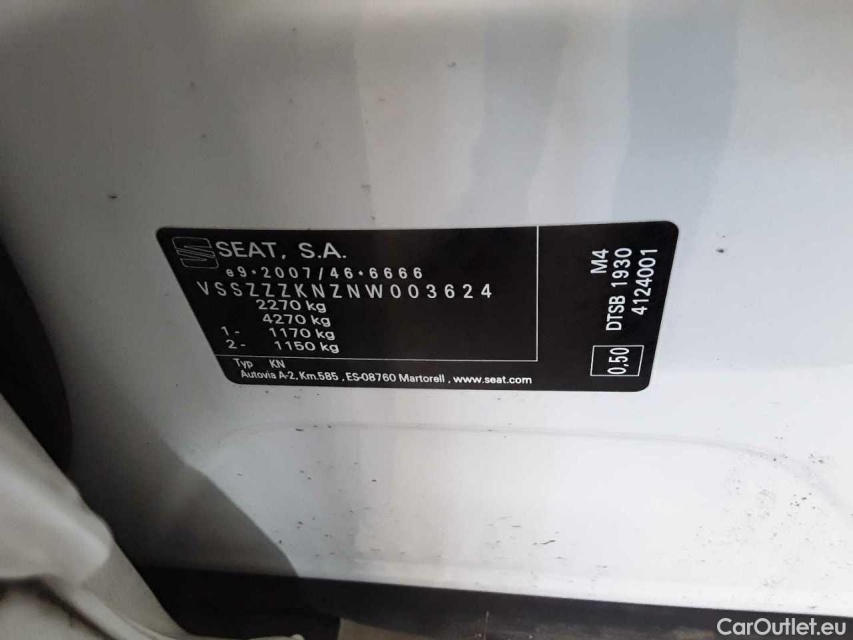 SEAT, S.A.
e9*2007/46*6666
VSSZZZKNZNW003624
2270 kg
4270 kg
1- 1170 kg
2- 1150 kg
Typ KN
Autovia A-2, Km.585 , ES-08760 Martorell , www.seat.com
M4
DTSB 1930
4124001
0,50
CarOutlet.eu